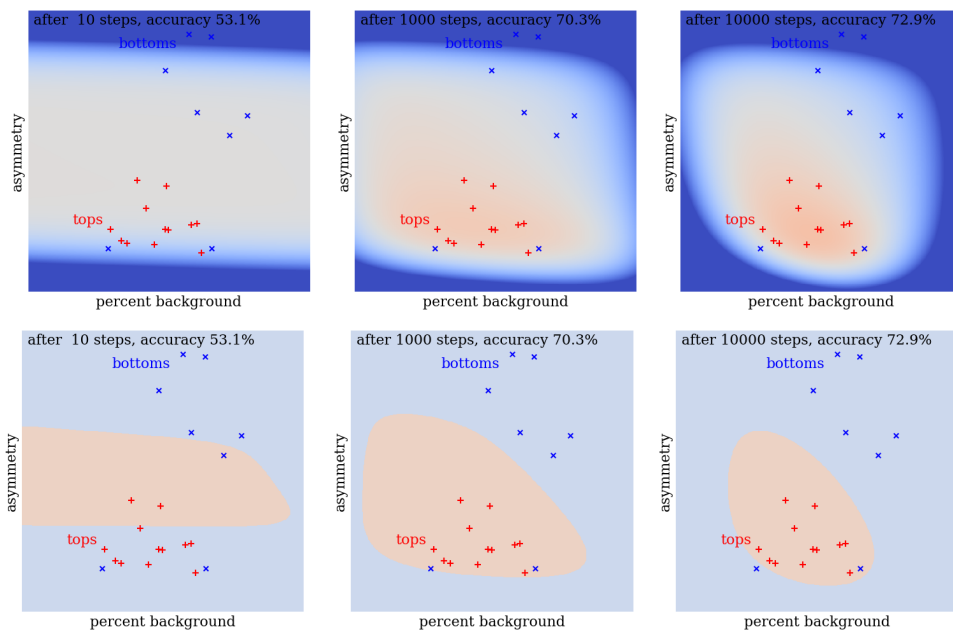 after  10 steps, accuracy 53.1%
bottoms
asymmetry
tops
percent background
after 1000 steps, accuracy 70.3%
bottoms
asymmetry
tops
percent background
after 10000 steps, accuracy 72.9%
bottoms
asymmetry
tops
percent background
after  10 steps, accuracy 53.1%
bottoms
asymmetry
tops
percent background
after 1000 steps, accuracy 70.3%
bottoms
asymmetry
tops
percent background
after 10000 steps, accuracy 72.9%
bottoms
asymmetry
tops
percent background